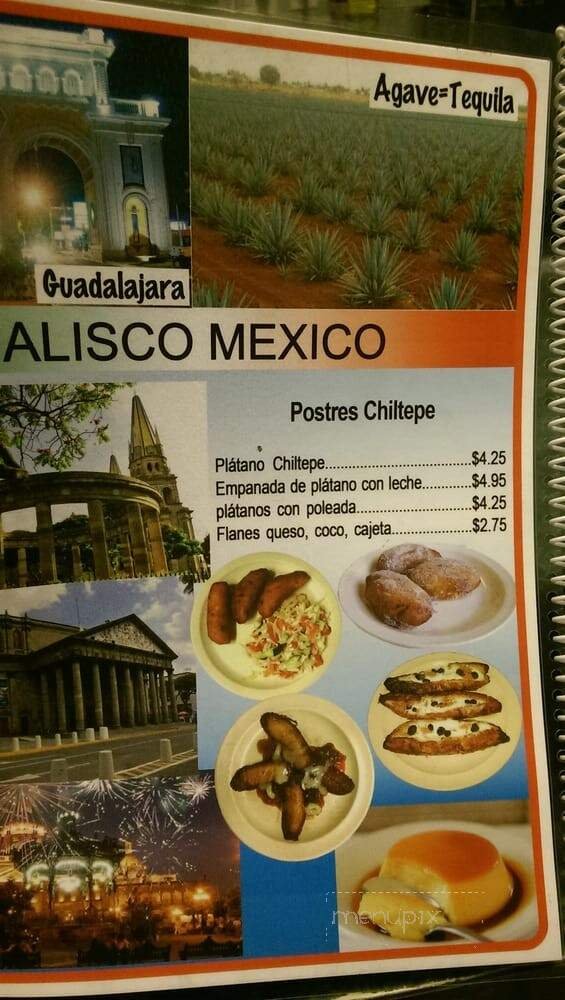 Agave=Tequila
Guadalajara
ALISCO MEXICO
Postres Chiltepe
Plátano Chiltepe.......................................$4.25
Empanada de plátano con leche...........$4.95
plátanos con poleada.........................$4.25
Flanes queso, coco, cajeta..................$2.75
menupix